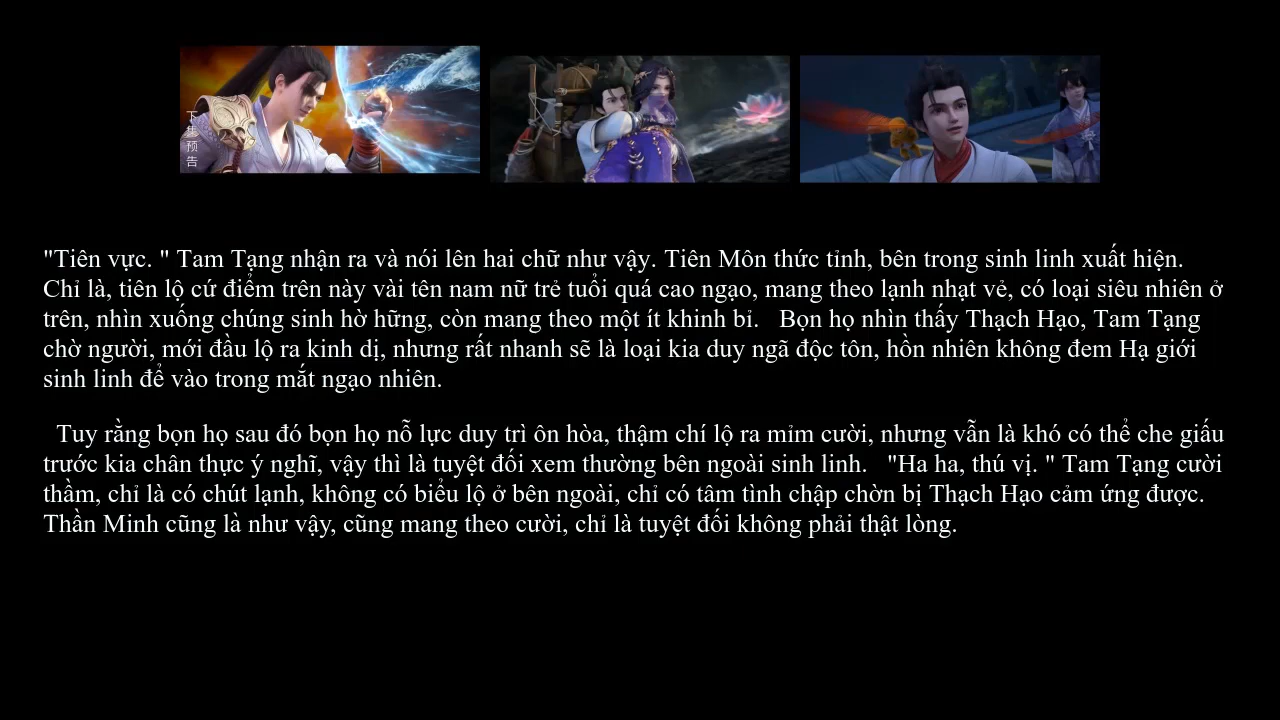 下集预告
"Tiên vực. " Tam Tạng nhận ra và nói lên hai chữ như vậy. Tiên Môn thức tỉnh, bên trong sinh linh xuất hiện.
Chỉ là, tiên lộ cứ điểm trên này vài tên nam nữ trẻ tuổi quá cao ngạo, mang theo lạnh nhạt vẻ, có loại siêu nhiên ở
trên, nhìn xuống chúng sinh hờ hững, còn mang theo một ít khinh bỉ.   Bọn họ nhìn thấy Thạch Hạo, Tam Tạng
chờ người, mới đầu lộ ra kinh dị, nhưng rất nhanh sẽ là loại kia duy ngã độc tôn, hồn nhiên không đem Hạ giới
sinh linh để vào trong mắt ngạo nhiên.
Tuy rằng bọn họ sau đó bọn họ nỗ lực duy trì ôn hòa, thậm chí lộ ra mỉm cười, nhưng vẫn là khó có thể che giấu
trước kia chân thực ý nghĩ, vậy thì là tuyệt đối xem thường bên ngoài sinh linh.   "Ha ha, thú vị. " Tam Tạng cười
thầm, chỉ là có chút lạnh, không có biểu lộ ở bên ngoài, chỉ có tâm tình chập chờn bị Thạch Hạo cảm ứng được.
Thần Minh cũng là như vậy, cũng mang theo cười, chỉ là tuyệt đối không phải thật lòng.